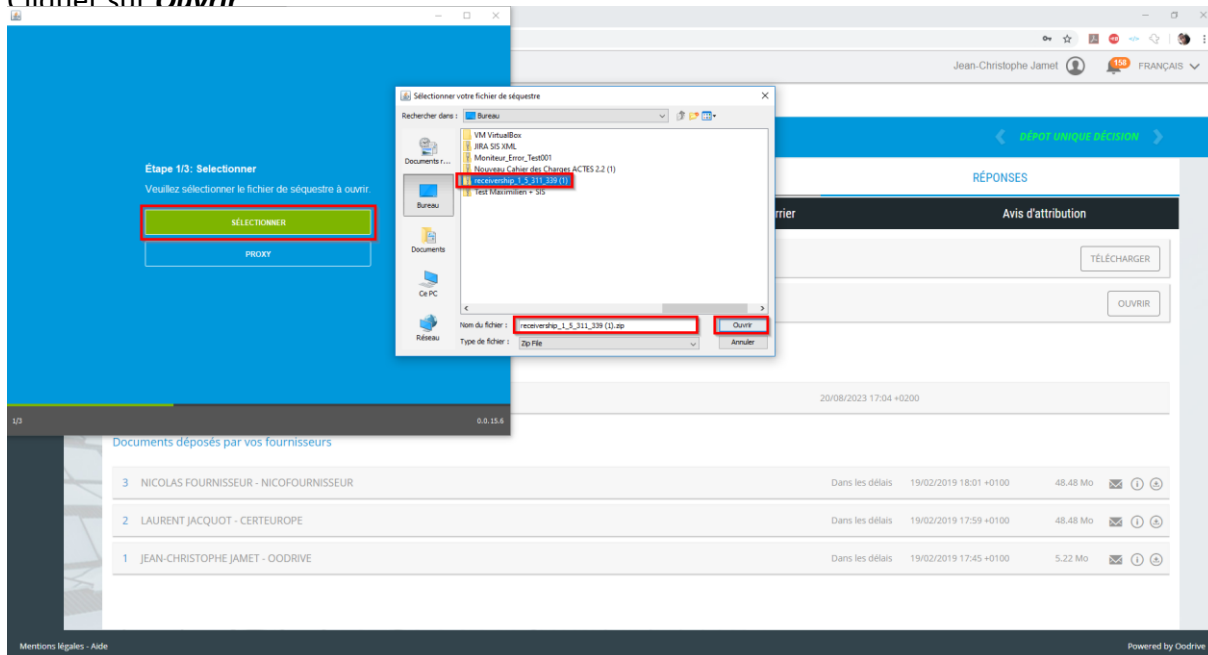 Cliquer sur Ouvrir
Jean-Christophe Jamet
158
FRANÇAIS
DÉPOT UNIQUE DÉCISION
Sélectionner votre fichier de séquestre
Rechercher dans :
Bureau
VM VirtualBox
JIRA SIS XML
Moniteur_Error_Test001
Nouveau Cahier des Charges ACTES 2.2 (1)
receivership_1_5_311_339 (1)
Test Maximilien + SIS
Documents r...
Bureau
Documents
Ce PC
Réseau
Nom du fichier :
receivership_1_5_311_339 (1).zip
Ouvrir
Type de fichier :
Zip File
Annuler
Étape 1/3: Selectionner
Veuillez sélectionner le fichier de séquestre à ouvrir.
SÉLECTIONNER
PROXY
1/3
0.0.15.6
RÉPONSES
rrier
Avis d'attribution
TÉLÉCHARGER
OUVRIR
20/08/2023 17:04 +0200
Documents déposés par vos fournisseurs
3 NICOLAS FOURNISSEUR - NICOFOURNISSEUR Dans les délais 19/02/2019 18:01 +0100 48.48 Mo
2 LAURENT JACQUOT - CERTEUROPE Dans les délais 19/02/2019 17:59 +0100 48.48 Mo
1 JEAN-CHRISTOPHE JAMET - OODRIVE Dans les délais 19/02/2019 17:45 +0100 5.22 Mo
Mentions légales - Aide
Powered by Oodrive